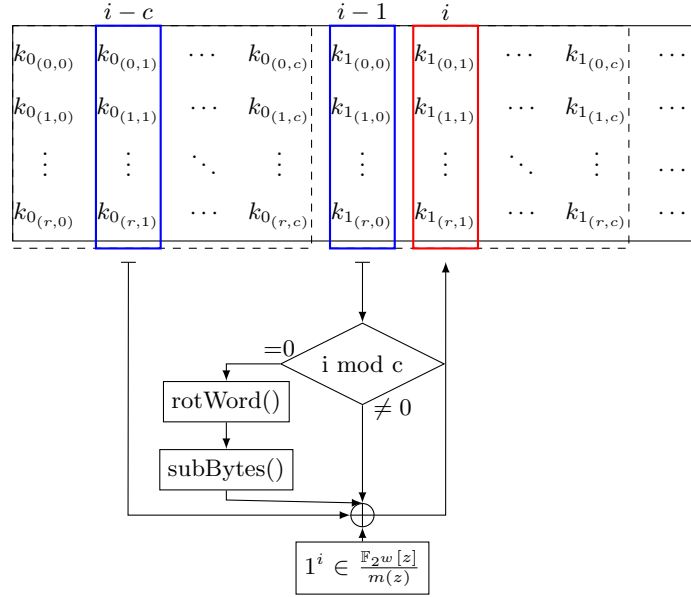 i − c i − 1 i
k₀₍₀,₀₎ k₀₍₀,₁₎ ⋯ k₀₍₀,c₎ k₁₍₀,₀₎ k₁₍₀,₁₎ ⋯ k₁₍₀,c₎ ⋯
k₀₍₁,₀₎ k₀₍₁,₁₎ ⋯ k₀₍₁,c₎ k₁₍₁,₀₎ k₁₍₁,₁₎ ⋯ k₁₍₁,c₎ ⋯
⋮ ⋮ ⋱ ⋮ ⋮ ⋮ ⋱ ⋮ ⋯
k₀₍r,₀₎ k₀₍r,₁₎ ⋯ k₀₍r,c₎ k₁₍r,₀₎ k₁₍r,₁₎ ⋯ k₁₍r,c₎ ⋯
=0
i mod c
≠ 0
rotWord()
subBytes()
1^i ∈ 𝔽_{2^w}[z] / m(z)